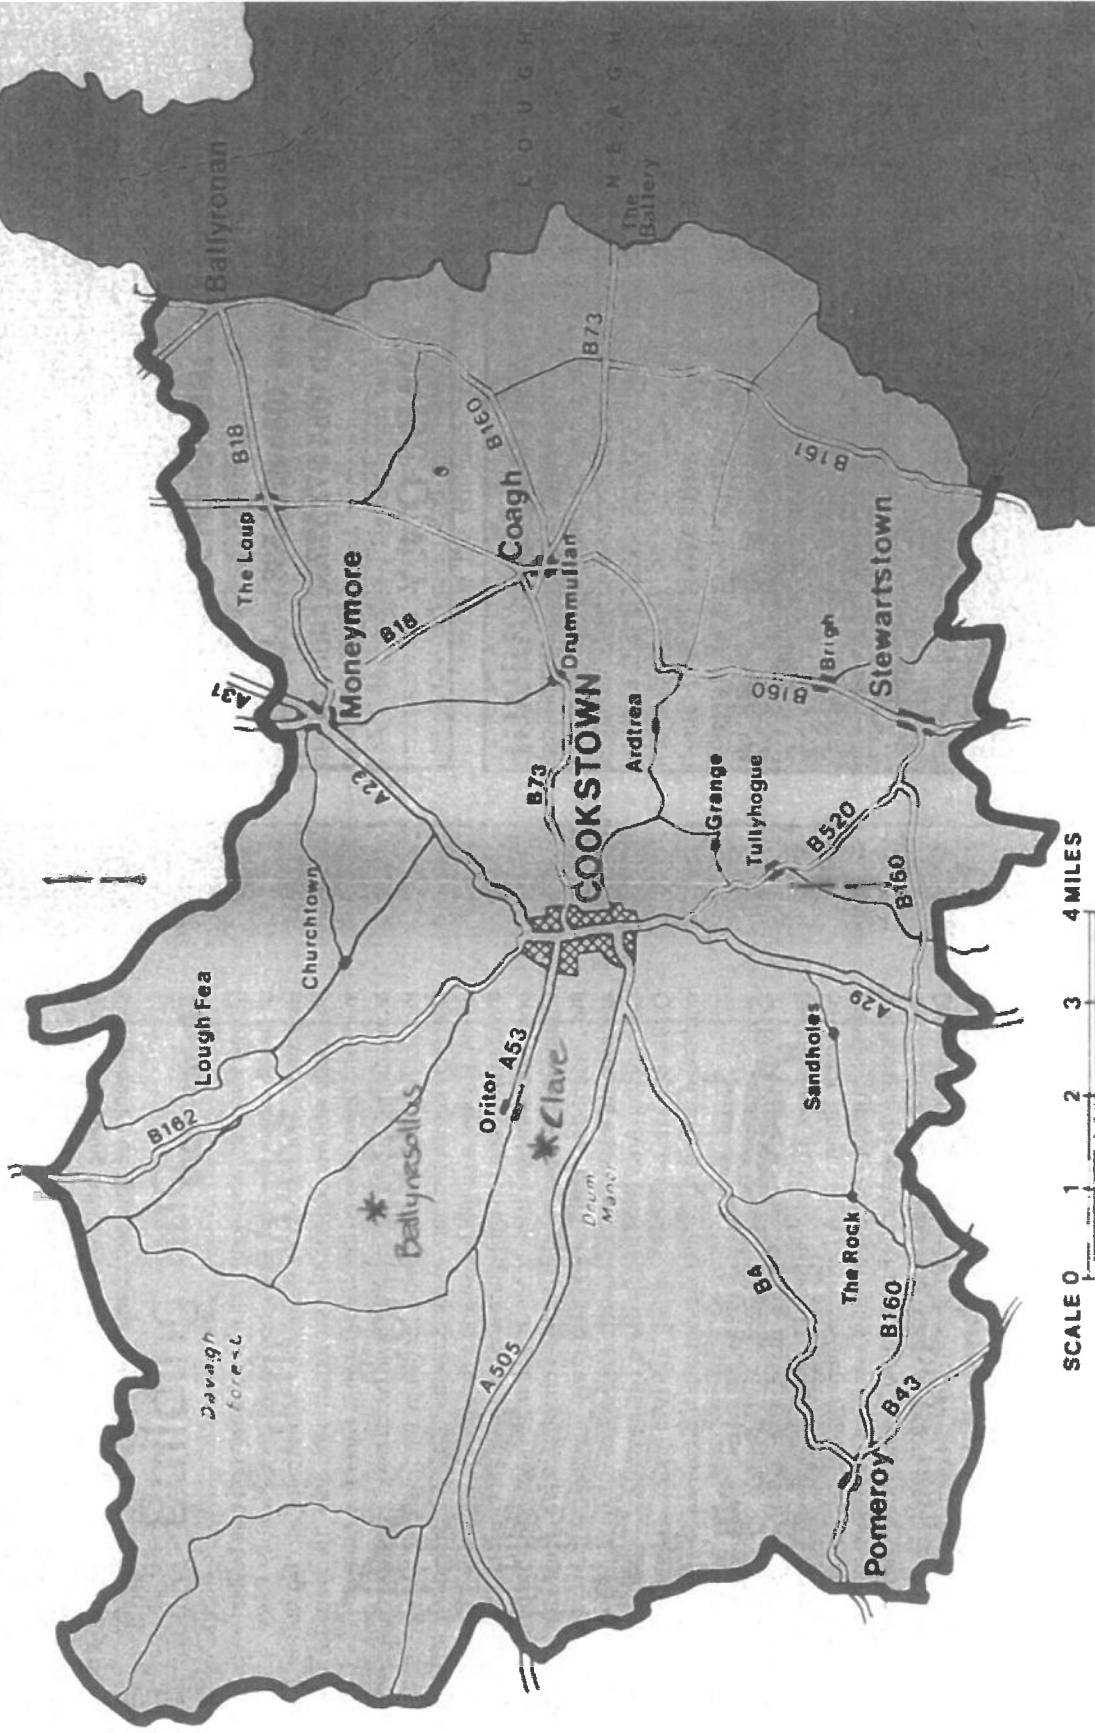 LOUGH
NEAGH
Ballyronan
The
Battery
B18
B73
B160
B161
The Loup
Coagh
Moneymore
B18
Drummullan
Stewartstown
Brigh
B160
A31
A29
B73
COOKSTOWN
Ardtrea
Grange
Tullyhogue
B520
B160
Churchtown
Lough Fea
B162
Oritor
A53
*Clare
*
Ballynasollus
Drum
Manor
Sandholes
A29
The Rock
B4
B160
B43
Pomeroy
Davagh
Forest
A505
SCALE 0 1 2 3 4 MILES